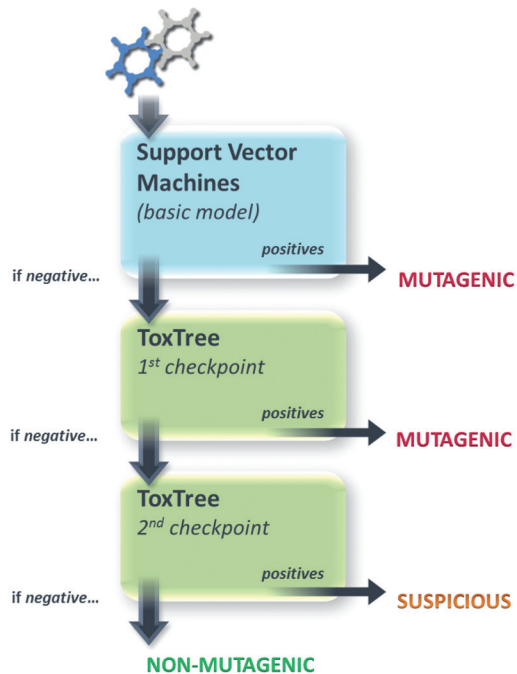 Support Vector
Machines
(basic model)
positives
if negative...
MUTAGENIC
ToxTree
1st checkpoint
positives
if negative...
MUTAGENIC
ToxTree
2nd checkpoint
positives
if negative...
SUSPICIOUS
NON-MUTAGENIC